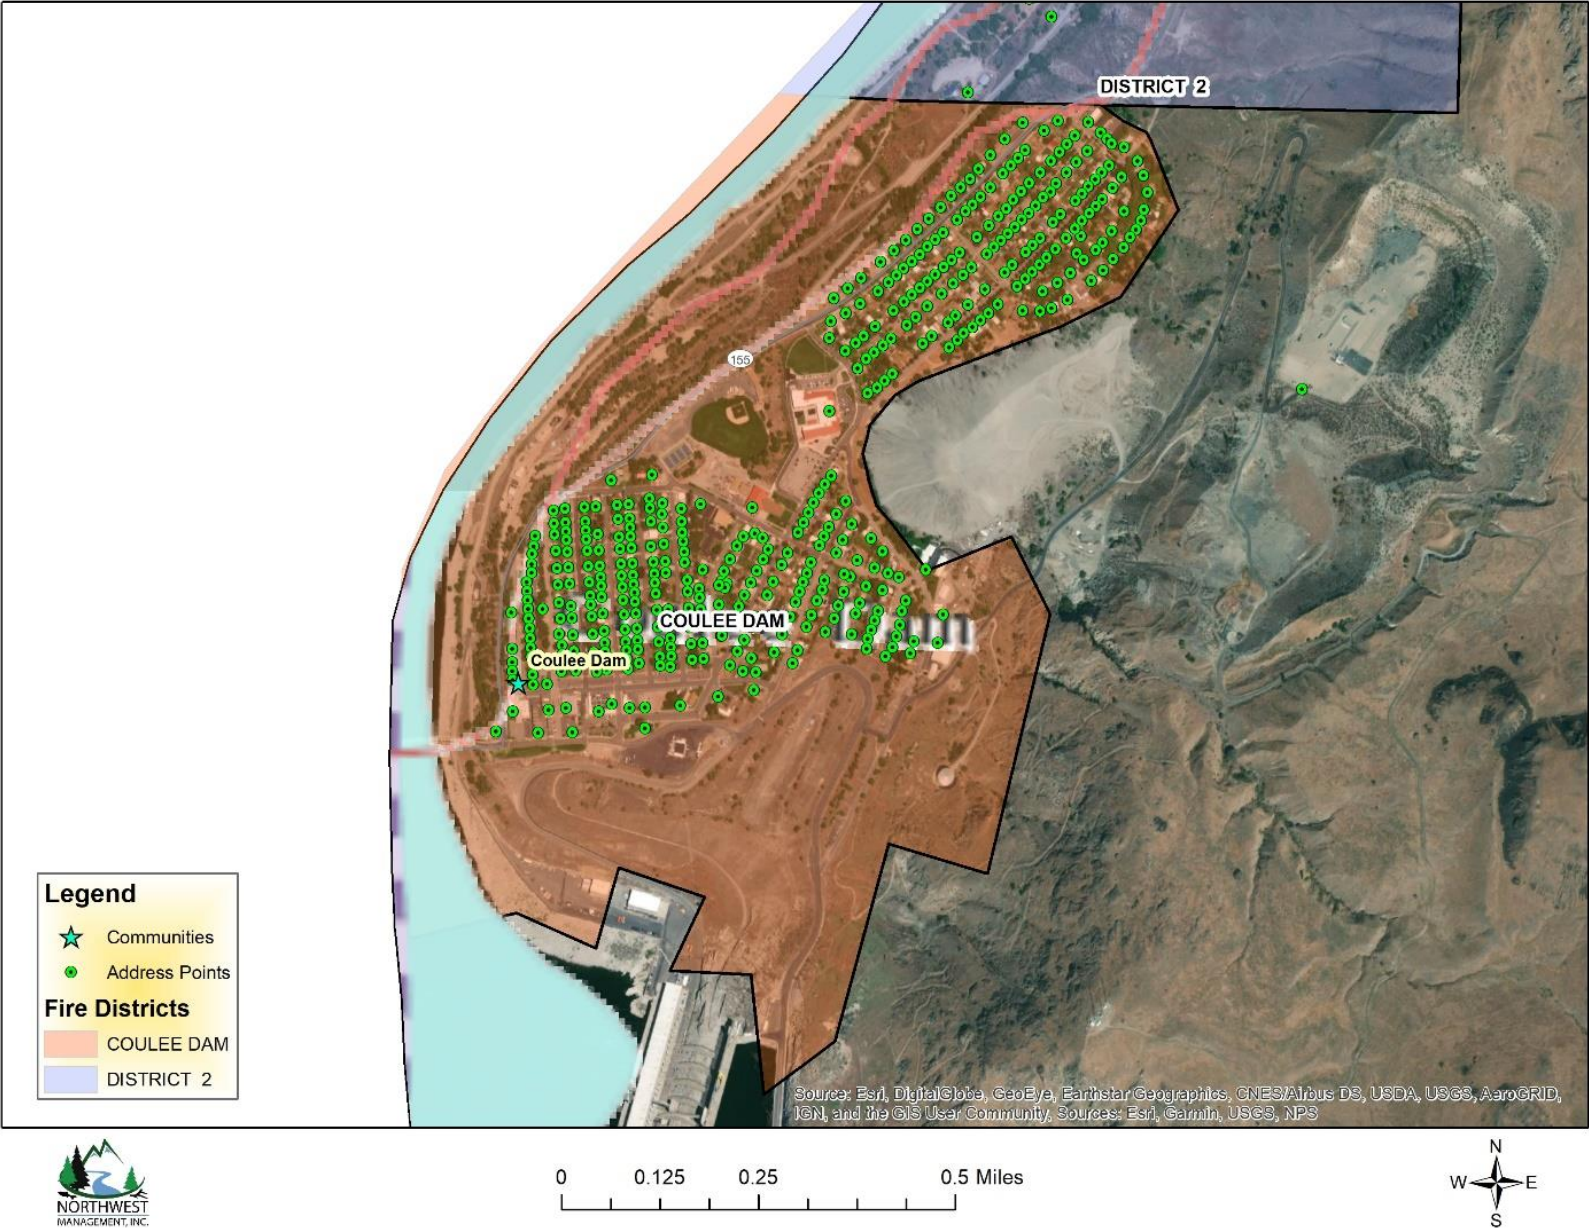 DISTRICT 2
155
COULEE DAM
Coulee Dam
Legend
Communities
Address Points
Fire Districts
COULEE DAM
DISTRICT 2
Source: Esri, DigitalGlobe, GeoEye, Earthstar Geographics, CNES/Airbus DS, USDA, USGS, AeroGRID,
IGN, and the GIS User Community, Sources: Esri, Garmin, USGS, NPS
NORTHWEST
MANAGEMENT, INC.
0 0.125 0.25 0.5 Miles
N
W E
S